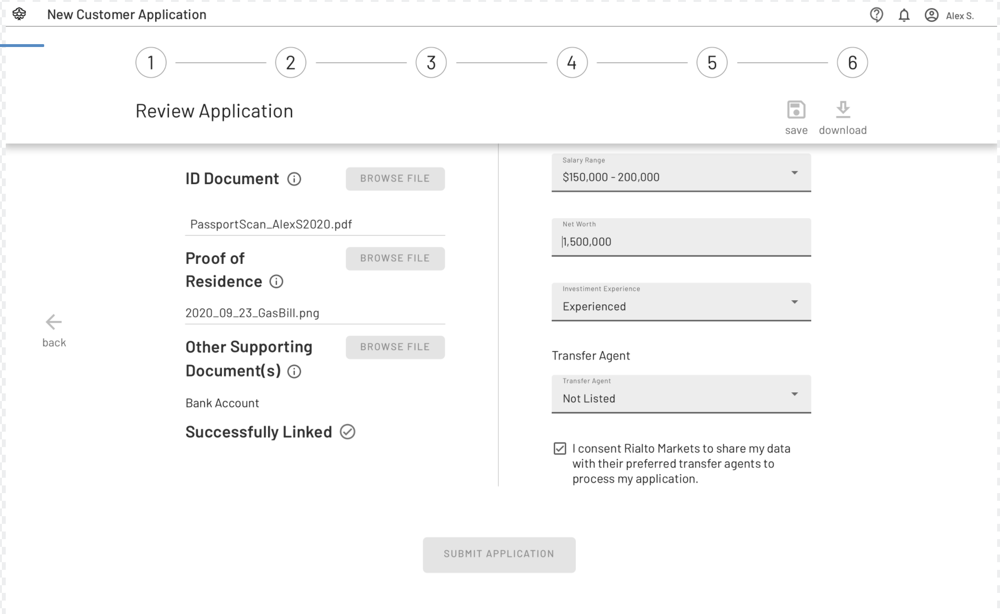 New Customer Application
Alex S.
1
2
3
4
5
6
Review Application
save
download
ID Document
BROWSE FILE
PassportScan_AlexS2020.pdf
Proof of
Residence
BROWSE FILE
2020_09_23_GasBill.png
Other Supporting
Document(s)
BROWSE FILE
Bank Account
Successfully Linked
back
Salary Range
$150,000 - 200,000
Net Worth
1,500,000
Investiment Experience
Experienced
Transfer Agent
Transfer Agent
Not Listed
I consent Rialto Markets to share my data
with their preferred transfer agents to
process my application.
SUBMIT APPLICATION